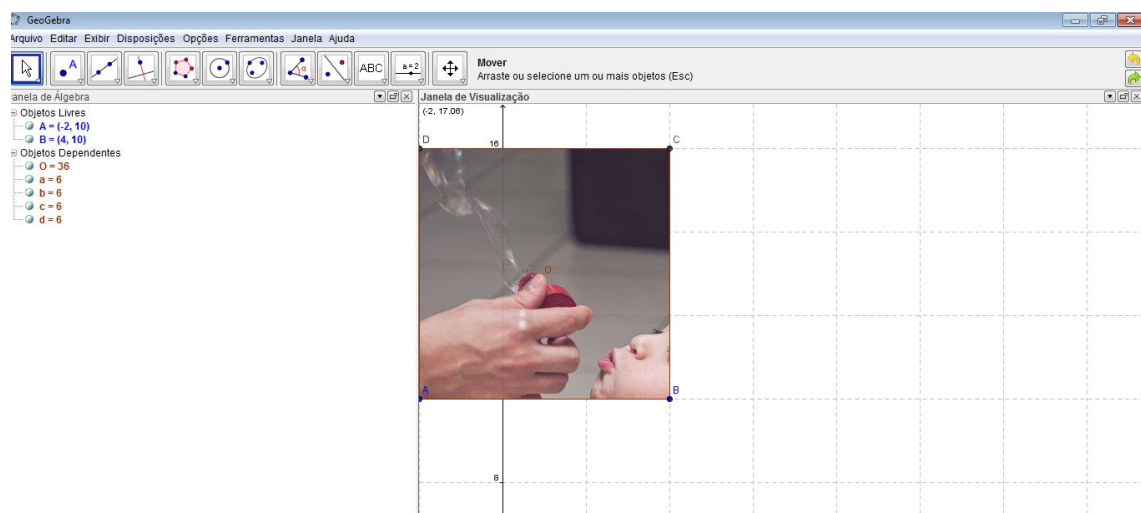 GeoGebra
Arquivo Editar Exibir Disposições Opções Ferramentas Janela Ajuda
A
ABC
a = 2
Mover
Arraste ou selecione um ou mais objetos (Esc)
anela de Álgebra
Objetos Livres
A = (-2, 10)
B = (4, 10)
Objetos Dependentes
O = 36
a = 6
b = 6
c = 6
d = 6
Janela de Visualização
(-2, 17.06)
D
16
C
O
A
B
8